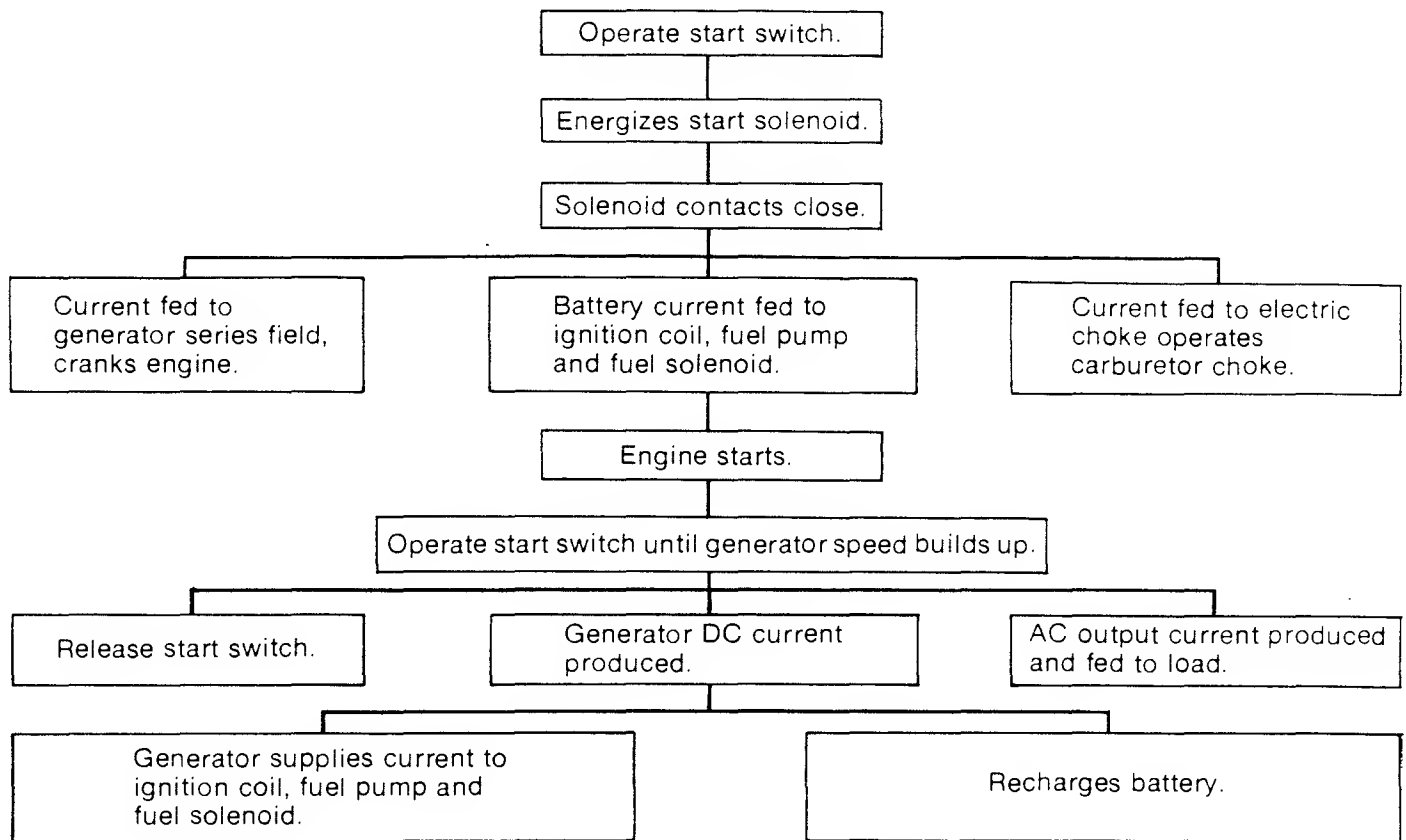 Operate start switch.
Energizes start solenoid.
Solenoid contacts close.
Current fed to
generator series field,
cranks engine.
Battery current fed to
ignition coil, fuel pump
and fuel solenoid.
Current fed to electric
choke operates
carburetor choke.
Engine starts.
Operate start switch until generator speed builds up.
Release start switch.
Generator DC current
produced.
AC output current produced
and fed to load.
Generator supplies current to
ignition coil, fuel pump and
fuel solenoid.
Recharges battery.